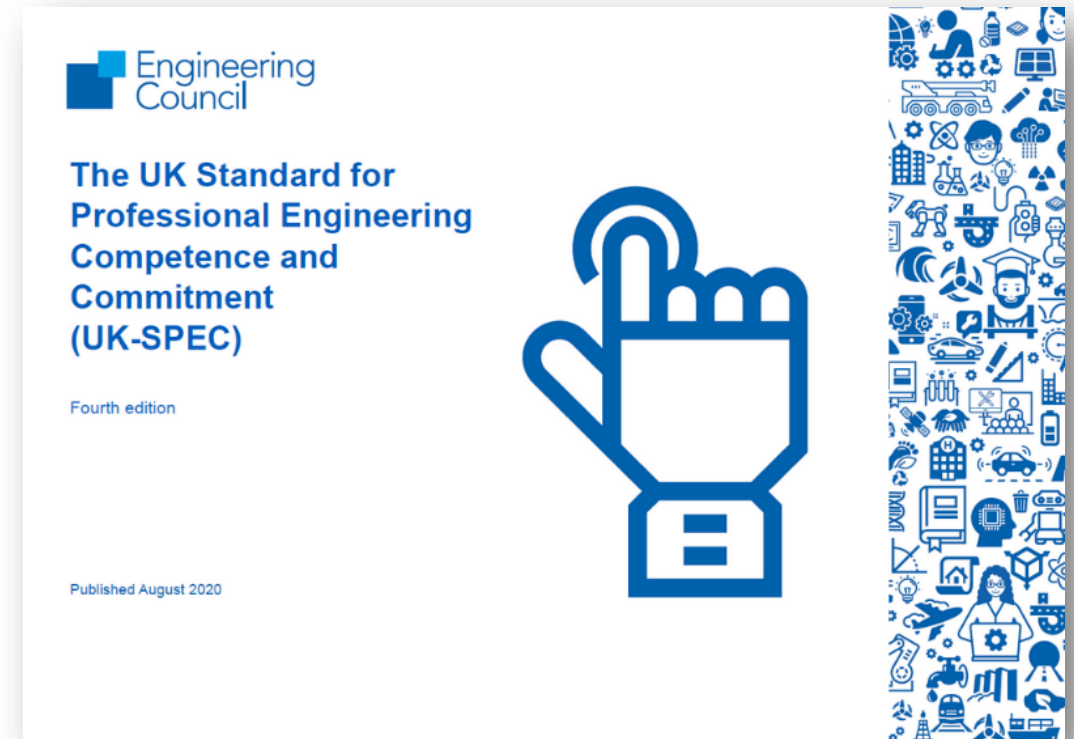 Engineering
Council
The UK Standard for
Professional Engineering
Competence and
Commitment
(UK-SPEC)
Fourth edition
Published August 2020
H